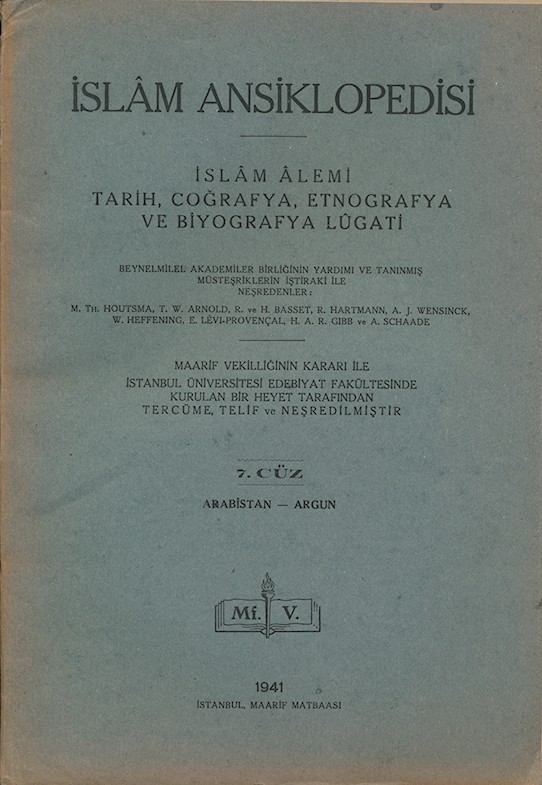 İSLÂM ANSİKLOPEDİSİ
İSLÂM ÂLEMİ
TARİH, COĞRAFYA, ETNOGRAFYA
VE BİYOGRAFYA LÛGATİ
BEYNELMİLEL AKADEMİLER BİRLİĞİNİN YARDIMI VE TANINMIŞ
MÜSTEŞRİKLERİN İŞTİRAKİ İLE
NEŞREDENLER :
M. TH. HOUTSMA, T. W. ARNOLD, R. ve H. BASSET, R. HARTMANN, A. J. WENSINCK,
W. HEFFENING, E. LÉVI-PROVENÇAL, H. A. R. GIBB ve A. SCHAADE
MAARİF VEKİLLİĞİNİN KARARI İLE
İSTANBUL ÜNİVERSİTESİ EDEBİYAT FAKÜLTESİNDE
KURULAN BİR HEYET TARAFINDAN
TERCÜME, TELİF ve NEŞREDİLMİŞTİR
7. CÜZ
ARABİSTAN — ARGUN
Mf. V.
1941
İSTANBUL, MAARİF MATBAASI